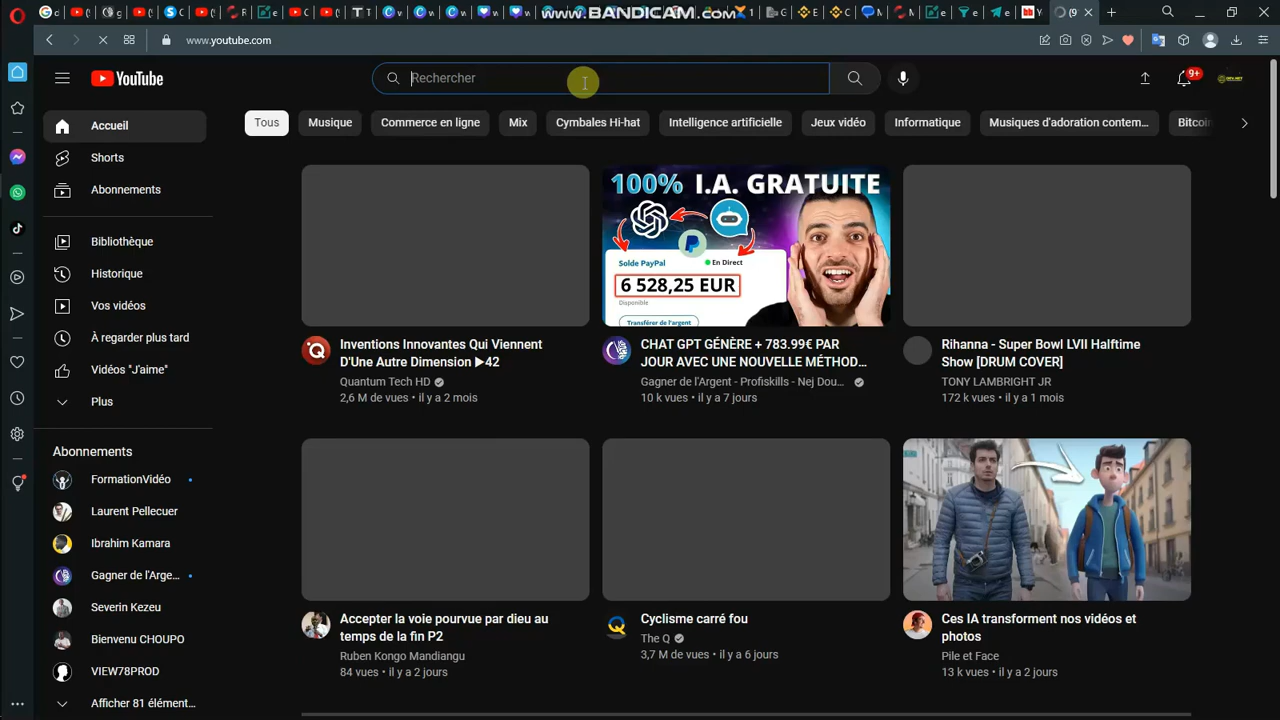 www.BANDICAM.com
www.youtube.com
YouTube
Rechercher
9+
Tous
Musique
Commerce en ligne
Mix
Cymbales Hi-hat
Intelligence artificielle
Jeux vidéo
Informatique
Musiques d'adoration contem...
Bitcoin
Accueil
Shorts
Abonnements
Bibliothèque
Historique
Vos vidéos
À regarder plus tard
Vidéos "J'aime"
Plus
Abonnements
FormationVidéo
Laurent Pellecuer
Ibrahim Kamara
Gagner de l'Arge...
Severin Kezeu
Bienvenu CHOUPO
VIEW78PROD
Afficher 81 élément...
100% I.A. GRATUITE
Solde PayPal
En Direct
6 528,25 EUR
Disponible
Transférer de l'argent
Inventions Innovantes Qui Viennent
D'Une Autre Dimension ▶42
Quantum Tech HD
2,6 M de vues • il y a 2 mois
CHAT GPT GÉNÈRE + 783.99€ PAR
JOUR AVEC UNE NOUVELLE MÉTHOD...
Gagner de l'Argent - Profiskills - Nej Dou...
10 k vues • il y a 7 jours
Rihanna - Super Bowl LVII Halftime
Show [DRUM COVER]
TONY LAMBRIGHT JR
172 k vues • il y a 1 mois
Accepter la voie pourvue par dieu au
temps de la fin P2
Ruben Kongo Mandiangu
84 vues • il y a 2 jours
Cyclisme carré fou
The Q
3,7 M de vues • il y a 6 jours
Ces IA transforment nos vidéos et
photos
Pile et Face
13 k vues • il y a 2 jours